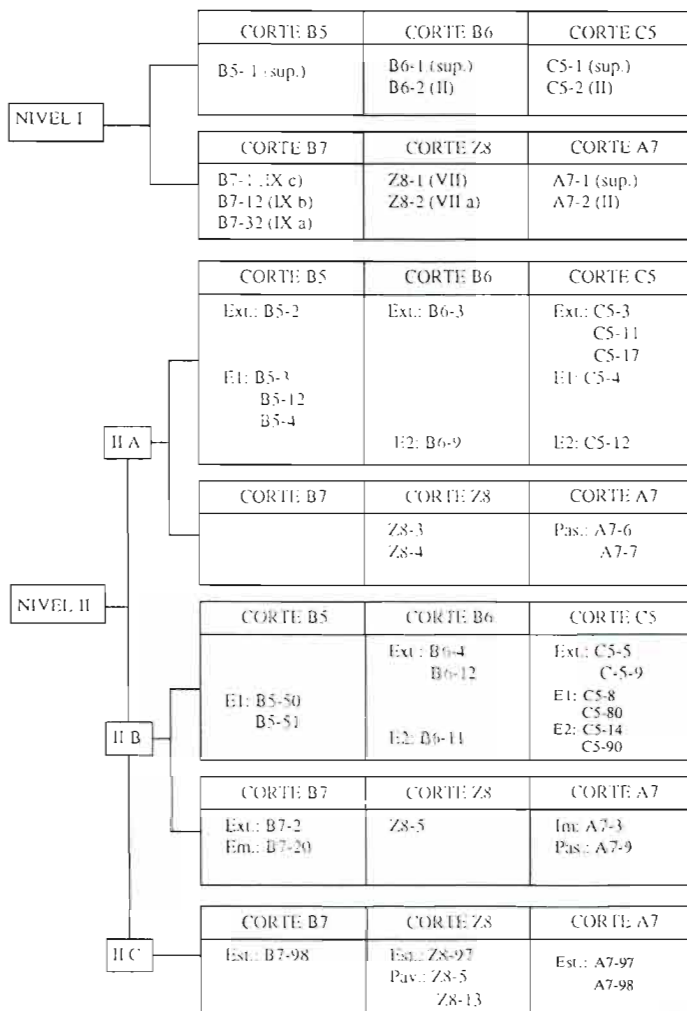 CORTE B5 CORTE B6 CORTE C5
B5-1 (sup.) B6-1 (sup.) C5-1 (sup.)
B6-2 (II) C5-2 (II)
NIVEL I
CORTE B7 CORTE Z8 CORTE A7
(IX c) Z8-1 (VII) A7-1 (sup.)
B7-12 (IX b) Z8-2 (VII a) A7-2 (II)
B7-32 (IX a)
CORTE B5 CORTE B6 CORTE C5
Ext.: B5-2 Ext.: B6-3 Ext.: C5-3
C5-11
C5-17
E1: B5-3 E1: C5-4
B5-12
B5-4
II A
E2: B6-9 E2: C5-12
CORTE B7 CORTE Z8 CORTE A7
Z8-3 Pas.: A7-6
Z8-4 A7-7
NIVEL II
CORTE B5 CORTE B6 CORTE C5
Ext.: B6-4 Ext.: C5-5
B6-12 C-5-9
E1: B5-50 E1: C5-8
B5-51 C5-80
II B
E2: B6-11 E2: C5-14
C5-90
CORTE B7 CORTE Z8 CORTE A7
Ext.: B7-2 Z8-5 Im: A7-3
Em.: B7-20 Pas.: A7-9
CORTE B7 CORTE Z8 CORTE A7
II C
Est.: B7-98 Est.: Z8-97 Est.: A7-97
Pav.: Z8-5 A7-98
Z8-13